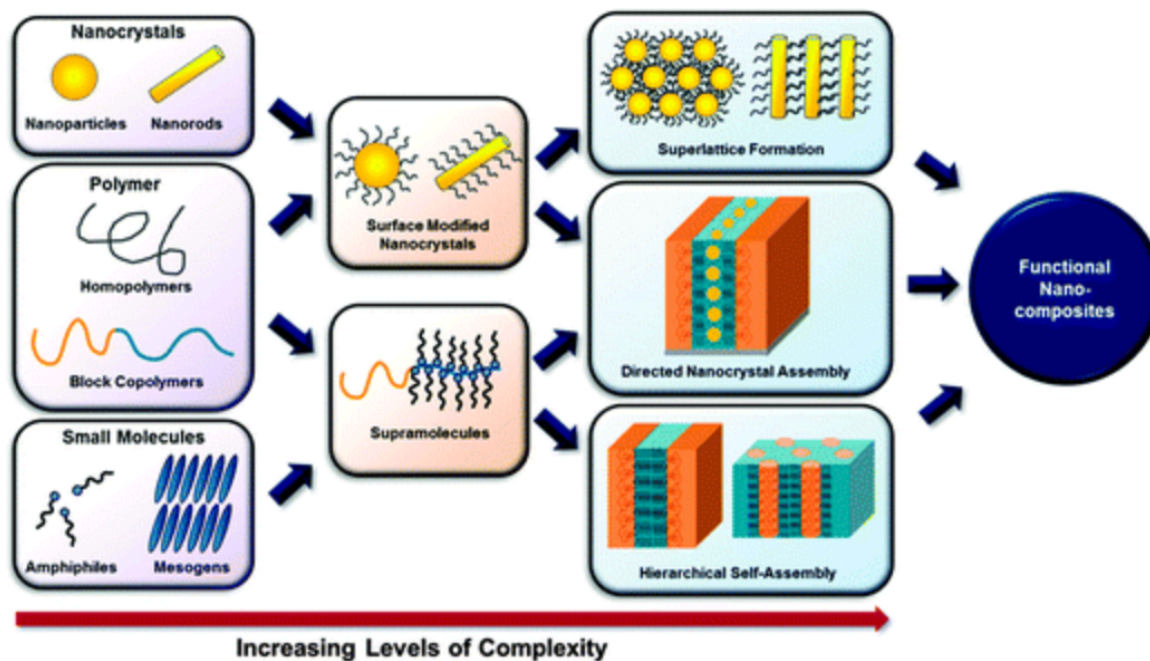 Nanocrystals
Nanoparticles Nanorods
Polymer
Homopolymers
Block Copolymers
Small Molecules
Amphiphiles Mesogens
Surface Modified
Nanocrystals
Supramolecules
Superlattice Formation
Directed Nanocrystal Assembly
Hierarchical Self-Assembly
Functional
Nano-
composites
Increasing Levels of Complexity